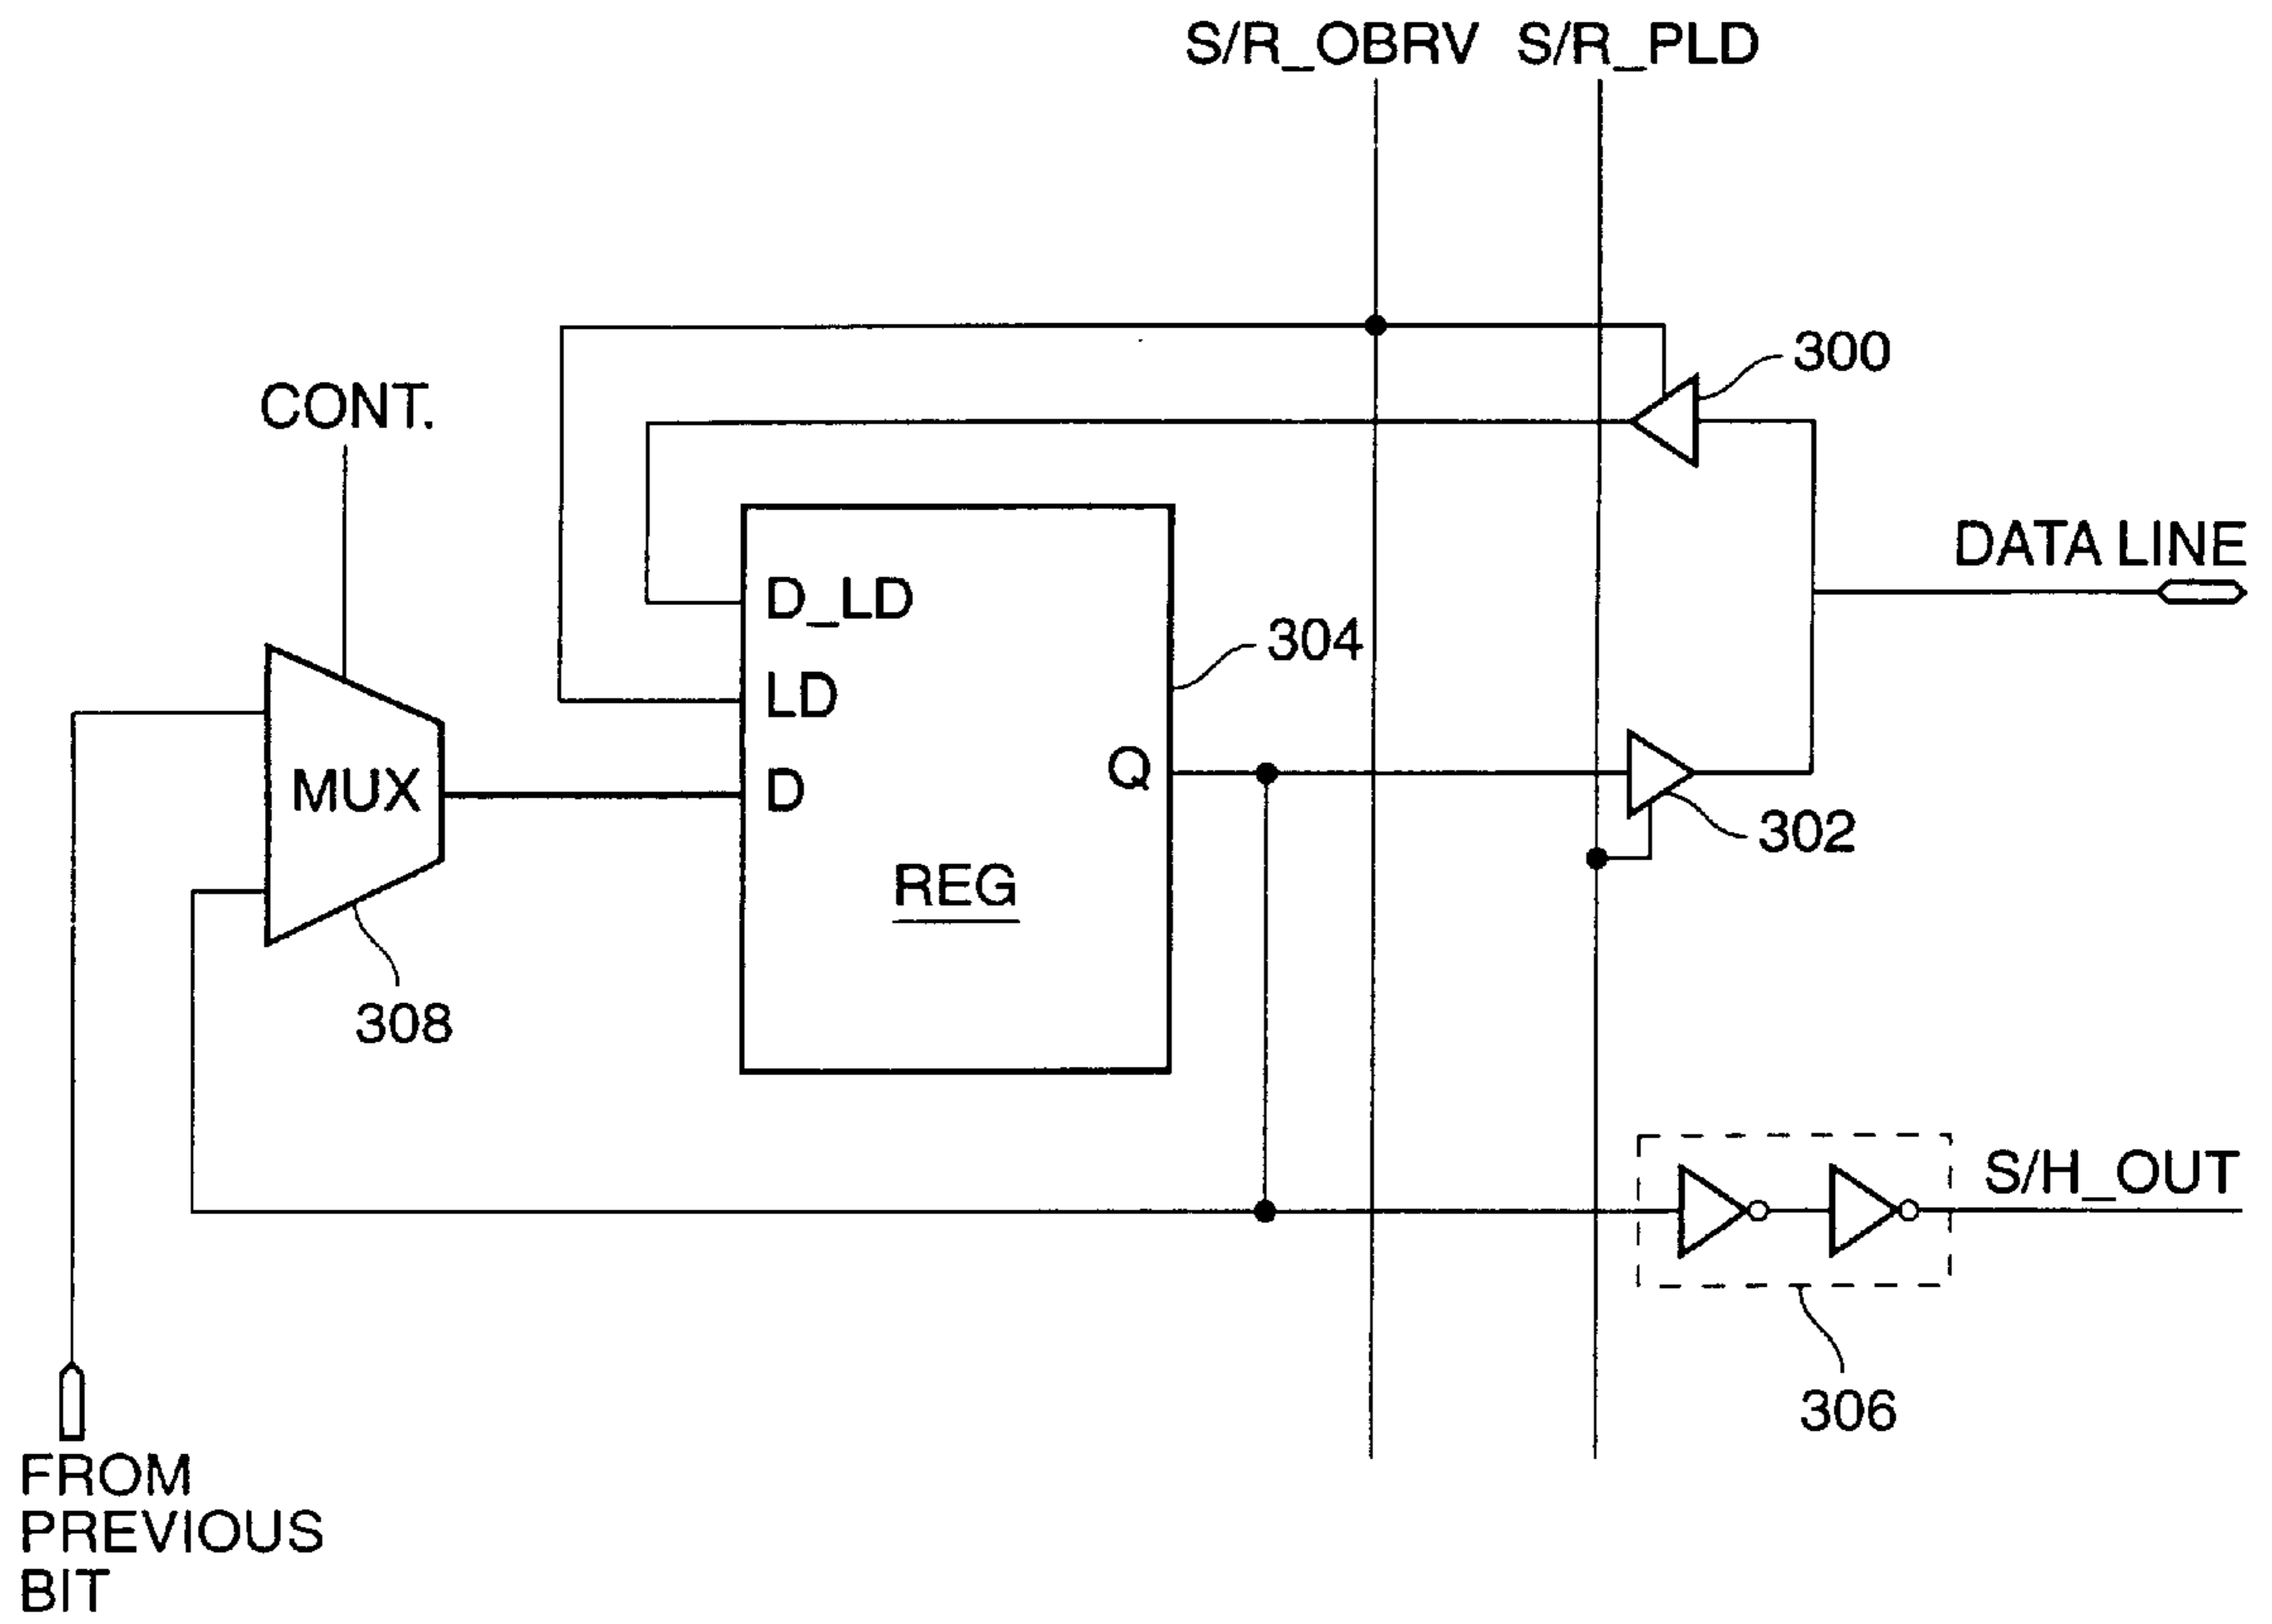 S/R_OBRV S/R_PLD
300
CONT.
DATA LINE
D_LD
304
LD
MUX
D
Q
302
REG
308
S/H_OUT
306
FROM
PREVIOUS
BIT